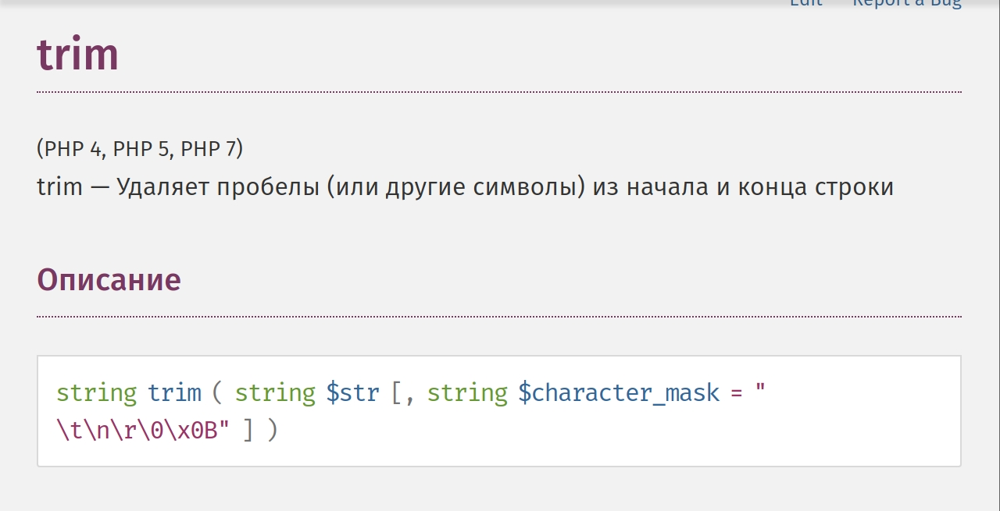 Edit Report a Bug
trim
(PHP 4, PHP 5, PHP 7)
trim — Удаляет пробелы (или другие символы) из начала и конца строки
Описание
string trim ( string $str [, string $character_mask = "
\t\n\r\0\x0B" ] )